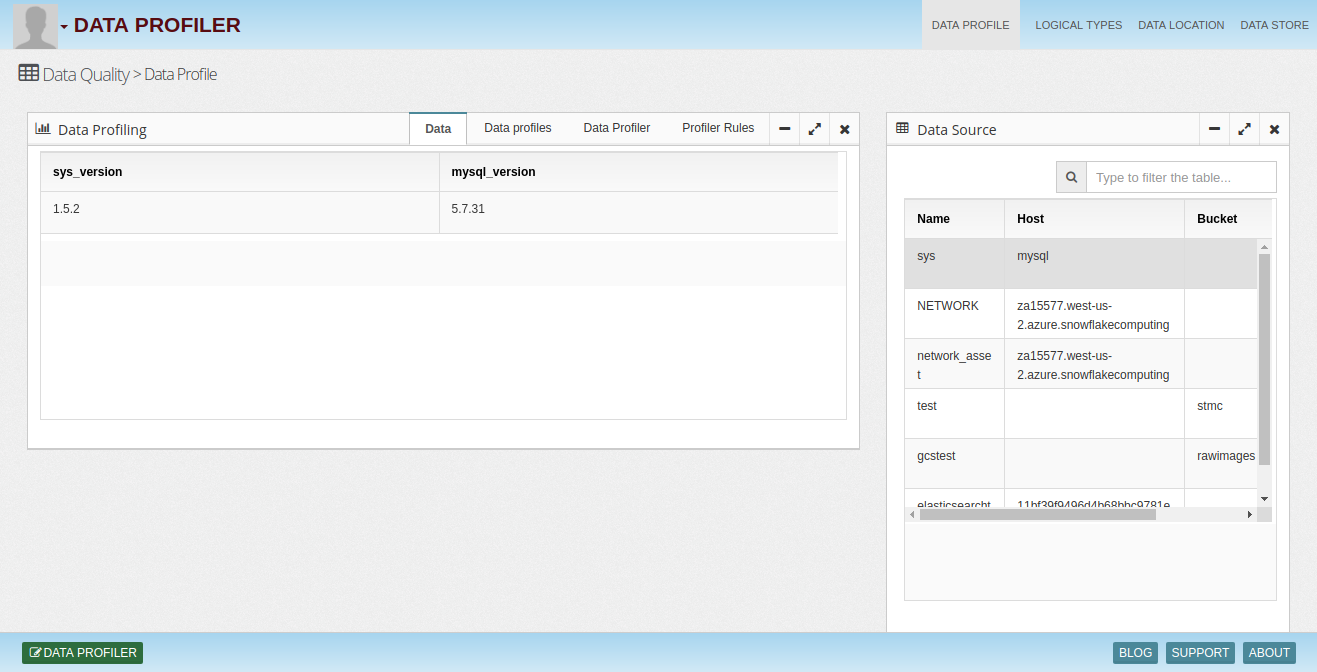 DATA PROFILER
DATA PROFILE
LOGICAL TYPES
DATA LOCATION
DATA STORE
Data Quality > Data Profile
Data Profiling
Data
Data profiles
Data Profiler
Profiler Rules
sys_version
mysql_version
1.5.2
5.7.31
Data Source
Type to filter the table...
Name
Host
Bucket
sys
mysql
NETWORK
za15577.west-us-
2.azure.snowflakecomputing
network_asse
t
za15577.west-us-
2.azure.snowflakecomputing
test
stmc
gcstest
rawimages
elasticsearcht
DATA PROFILER
BLOG
SUPPORT
ABOUT